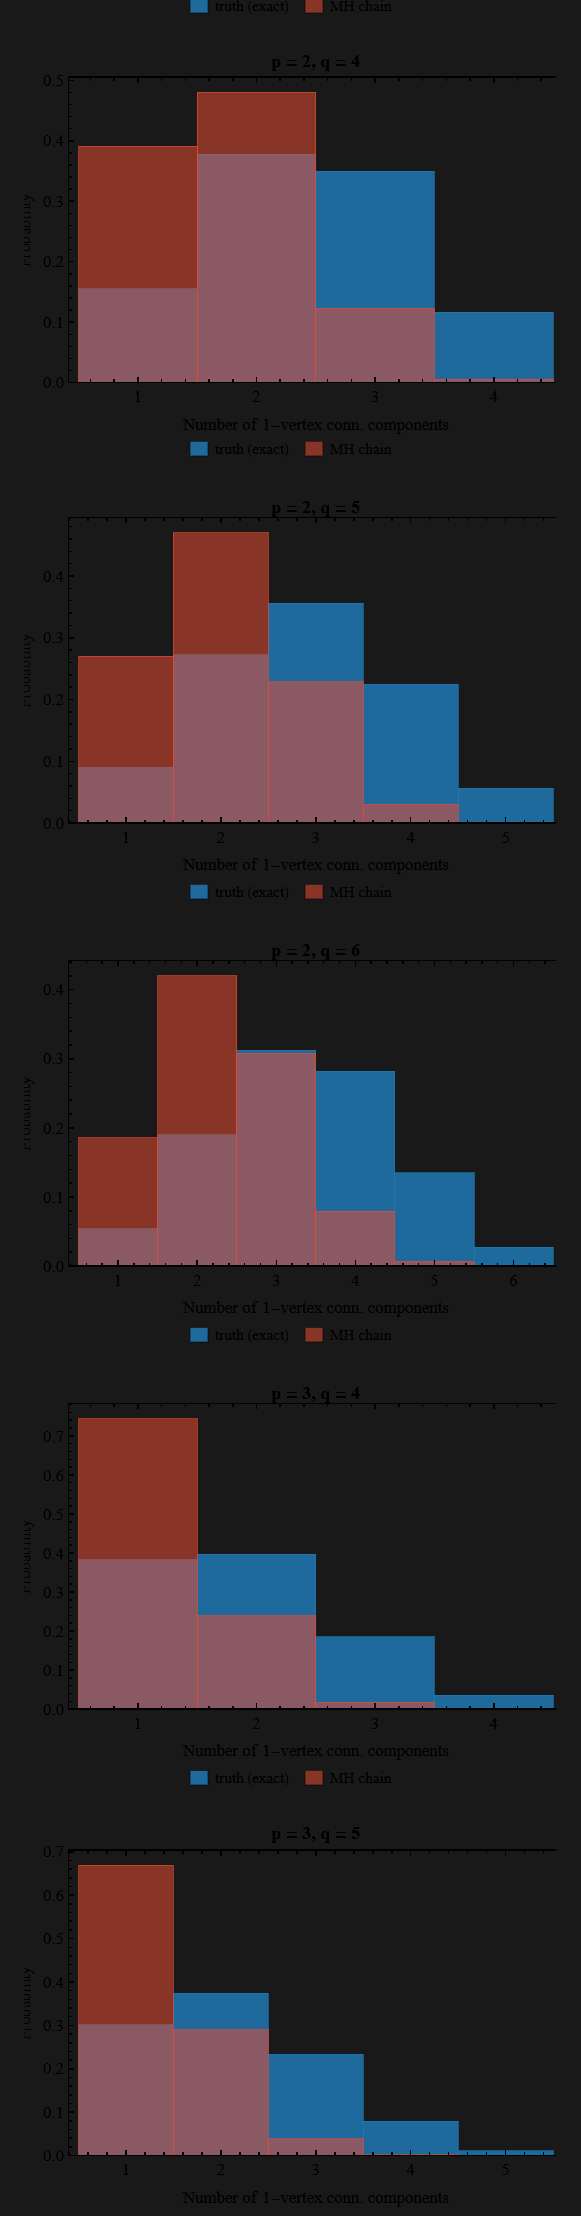 truth (exact) MH chain
p = 2, q = 4
0.5
0.4
0.3
0.2
0.1
0.0
Probability
1 2 3 4
Number of 1−vertex conn. components
truth (exact) MH chain
p = 2, q = 5
0.4
0.3
0.2
0.1
0.0
Probability
1 2 3 4 5
Number of 1−vertex conn. components
truth (exact) MH chain
p = 2, q = 6
0.4
0.3
0.2
0.1
0.0
Probability
1 2 3 4 5 6
Number of 1−vertex conn. components
truth (exact) MH chain
p = 3, q = 4
0.7
0.6
0.5
0.4
0.3
0.2
0.1
0.0
Probability
1 2 3 4
Number of 1−vertex conn. components
truth (exact) MH chain
p = 3, q = 5
0.7
0.6
0.5
0.4
0.3
0.2
0.1
0.0
Probability
1 2 3 4 5
Number of 1−vertex conn. components